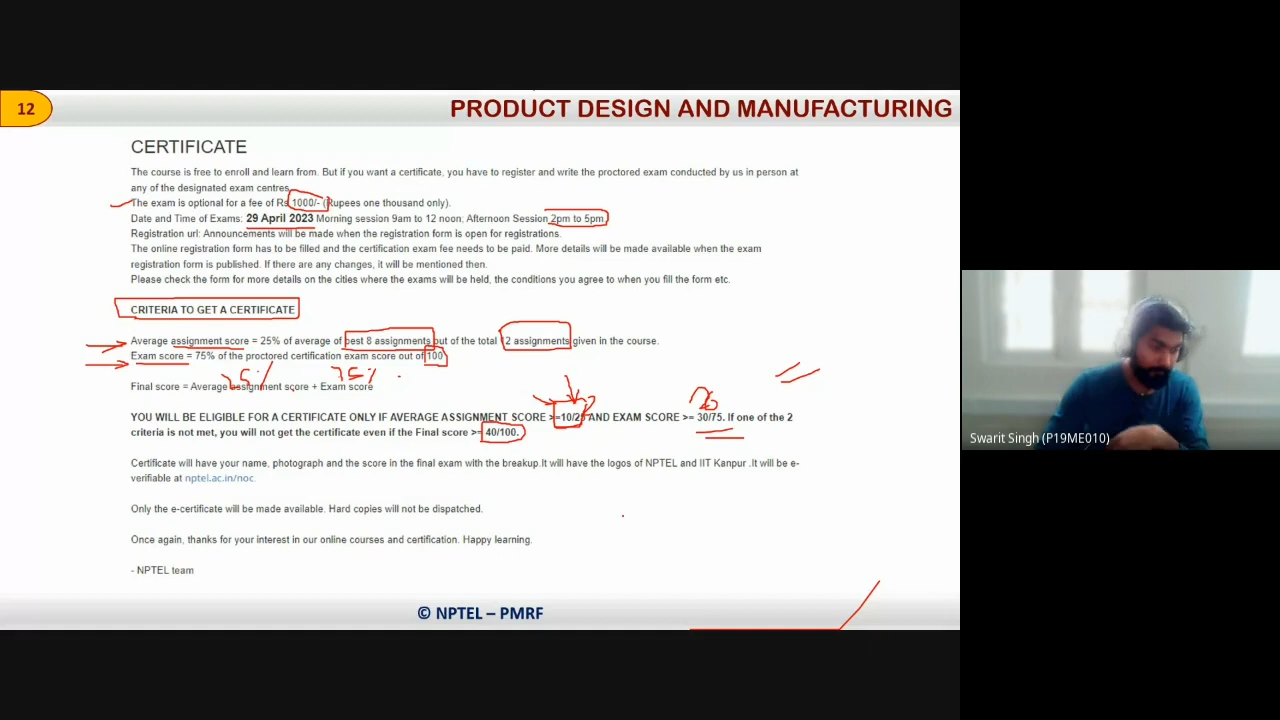 12
PRODUCT DESIGN AND MANUFACTURING
CERTIFICATE
The course is free to enroll and learn from. But if you want a certificate, you have to register and write the proctored exam conducted by us in person at
any of the designated exam centres.
The exam is optional for a fee of Rs 1000/- (Rupees one thousand only).
Date and Time of Exams: 29 April 2023 Morning session 9am to 12 noon; Afternoon Session 2pm to 5pm.
Registration url: Announcements will be made when the registration form is open for registrations.
The online registration form has to be filled and the certification exam fee needs to be paid. More details will be made available when the exam
registration form is published. If there are any changes, it will be mentioned then.
Please check the form for more details on the cities where the exams will be held, the conditions you agree to when you fill the form etc.
CRITERIA TO GET A CERTIFICATE
Average assignment score = 25% of average of best 8 assignments out of the total 12 assignments given in the course.
Exam score = 75% of the proctored certification exam score out of 100
25% 75%
Final score = Average assignment score + Exam score
YOU WILL BE ELIGIBLE FOR A CERTIFICATE ONLY IF AVERAGE ASSIGNMENT SCORE >=10/25 AND EXAM SCORE >= 30/75. If one of the 2
criteria is not met, you will not get the certificate even if the Final score >= 40/100.
Certificate will have your name, photograph and the score in the final exam with the breakup.It will have the logos of NPTEL and IIT Kanpur .It will be e-
verifiable at nptel.ac.in/noc.
Only the e-certificate will be made available. Hard copies will not be dispatched.
Once again, thanks for your interest in our online courses and certification. Happy learning.
- NPTEL team
© NPTEL – PMRF
Swarit Singh (P19ME010)